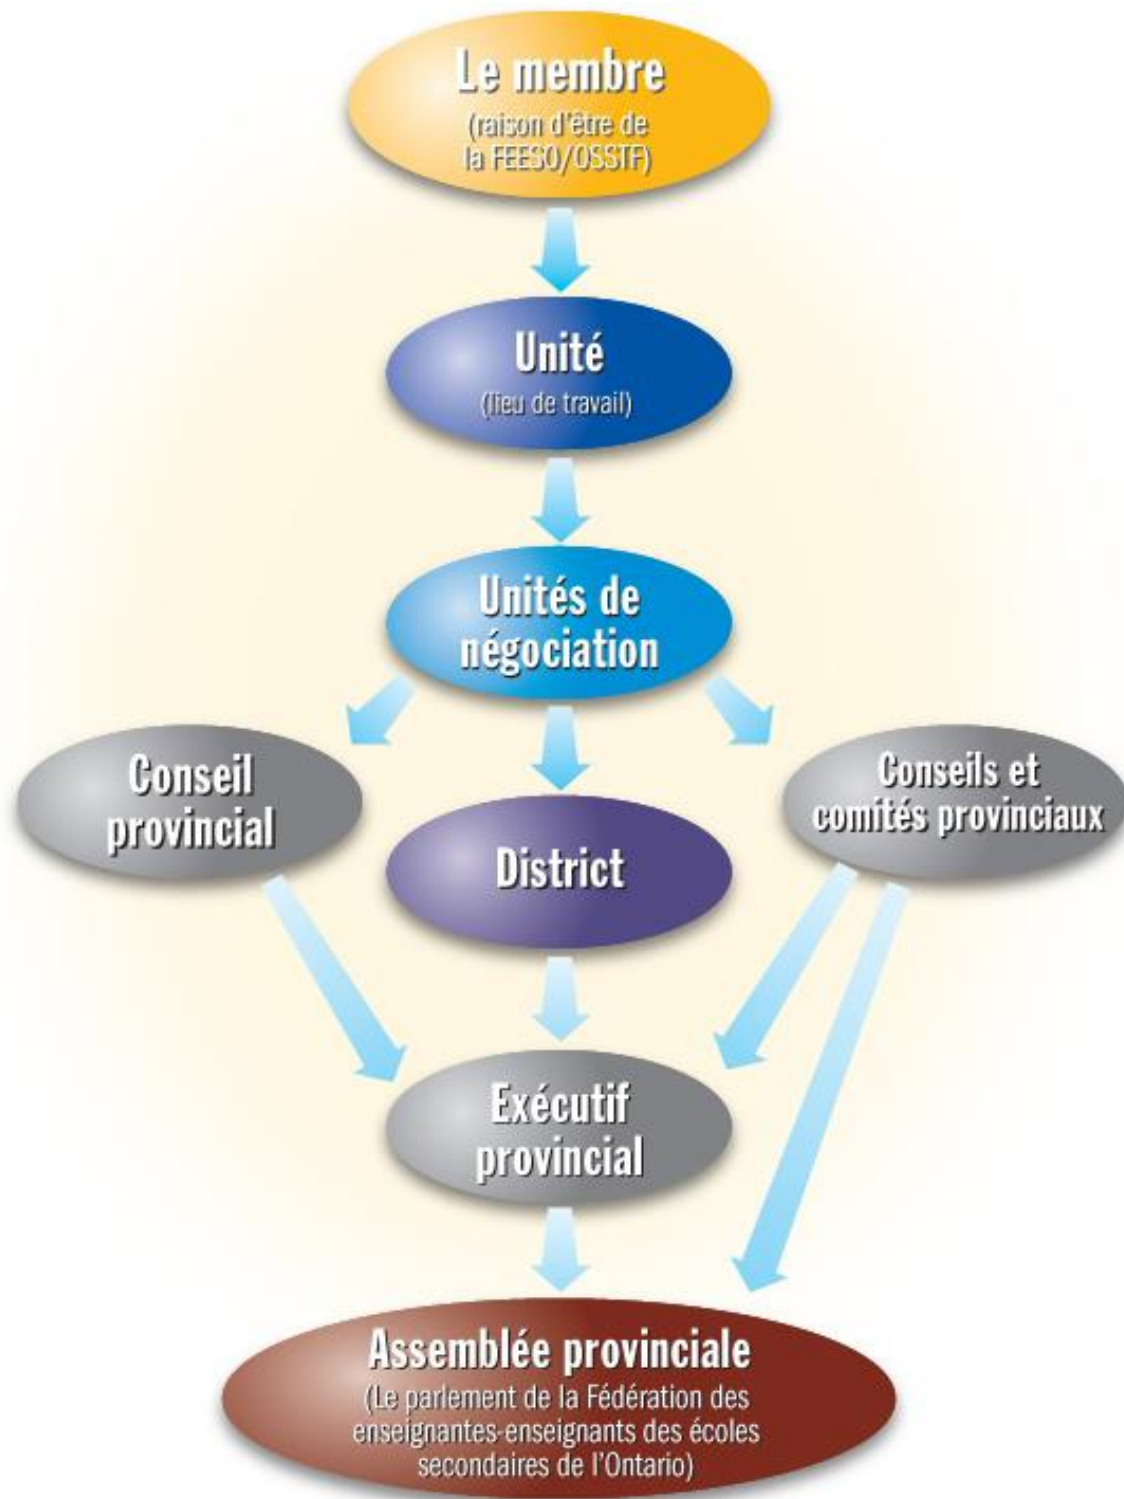 Le membre
(raison d'être de
la FEESO/OSSTF)
Unité
(lieu de travail)
Unités de
négociation
Conseil
provincial
District
Conseils et
comités provinciaux
Exécutif
provincial
Assemblée provinciale
(Le parlement de la Fédération des
enseignantes-enseignants des écoles
secondaires de l'Ontario)